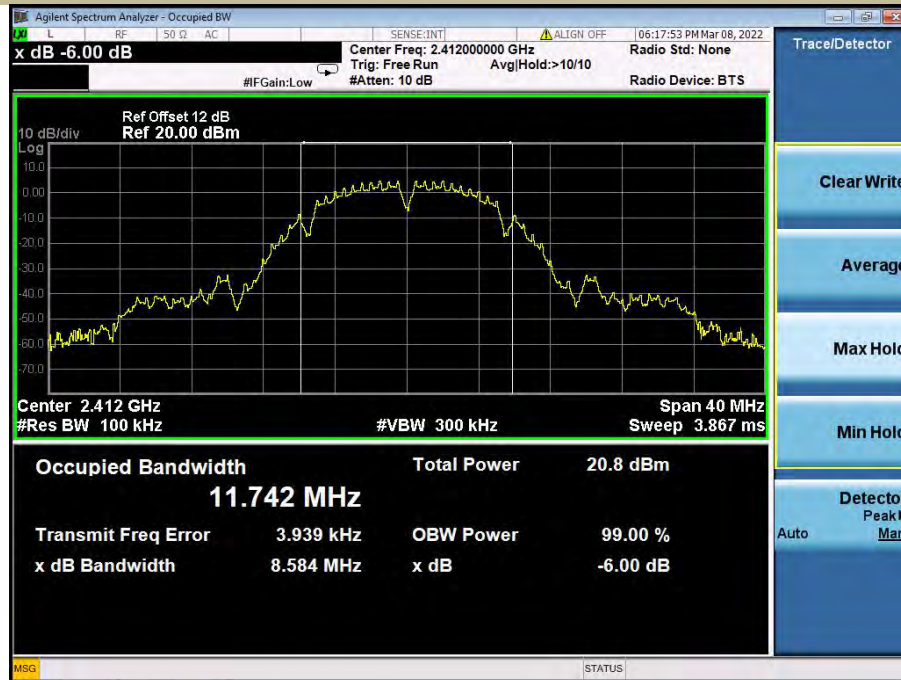 Agilent Spectrum Analyzer - Occupied BW
LXI L RF 50 Ω AC SENSE:INT ALIGN OFF 06:17:53 PM Mar 08, 2022
x dB -6.00 dB
Center Freq: 2.412000000 GHz
Radio Std: None
Trig: Free Run Avg|Hold:>10/10
#IFGain:Low #Atten: 10 dB Radio Device: BTS
Ref Offset 12 dB
10 dB/div Ref 20.00 dBm
Log
10.0
0.00
-10.0
-20.0
-30.0
-40.0
-50.0
-60.0
-70.0
Center 2.412 GHz Span 40 MHz
#Res BW 100 kHz #VBW 300 kHz Sweep 3.867 ms
Occupied Bandwidth Total Power 20.8 dBm
11.742 MHz
Transmit Freq Error 3.939 kHz OBW Power 99.00 %
x dB Bandwidth 8.584 MHz x dB -6.00 dB
MSG STATUS
Trace/Detector
Clear Write
Average
Max Hold
Min Hold
Detecto
Peak
Auto Man